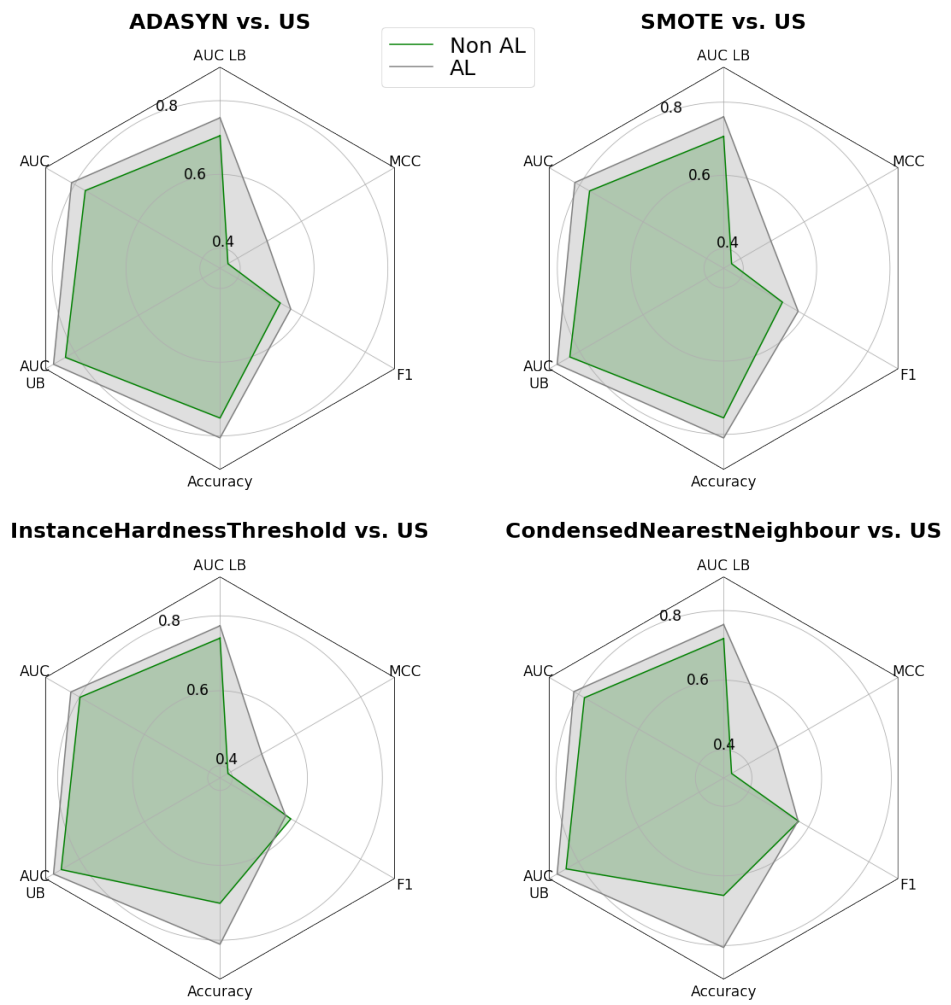 ADASYN vs. US
SMOTE vs. US
Non AL
AL
AUC LB
MCC
AUC
0.8
0.6
0.4
AUC
UB
F1
Accuracy
AUC LB
MCC
AUC
0.8
0.6
0.4
AUC
UB
F1
Accuracy
InstanceHardnessThreshold vs. US
CondensedNearestNeighbour vs. US
AUC LB
MCC
AUC
0.8
0.6
0.4
AUC
UB
F1
Accuracy
AUC LB
MCC
AUC
0.8
0.6
0.4
AUC
UB
F1
Accuracy